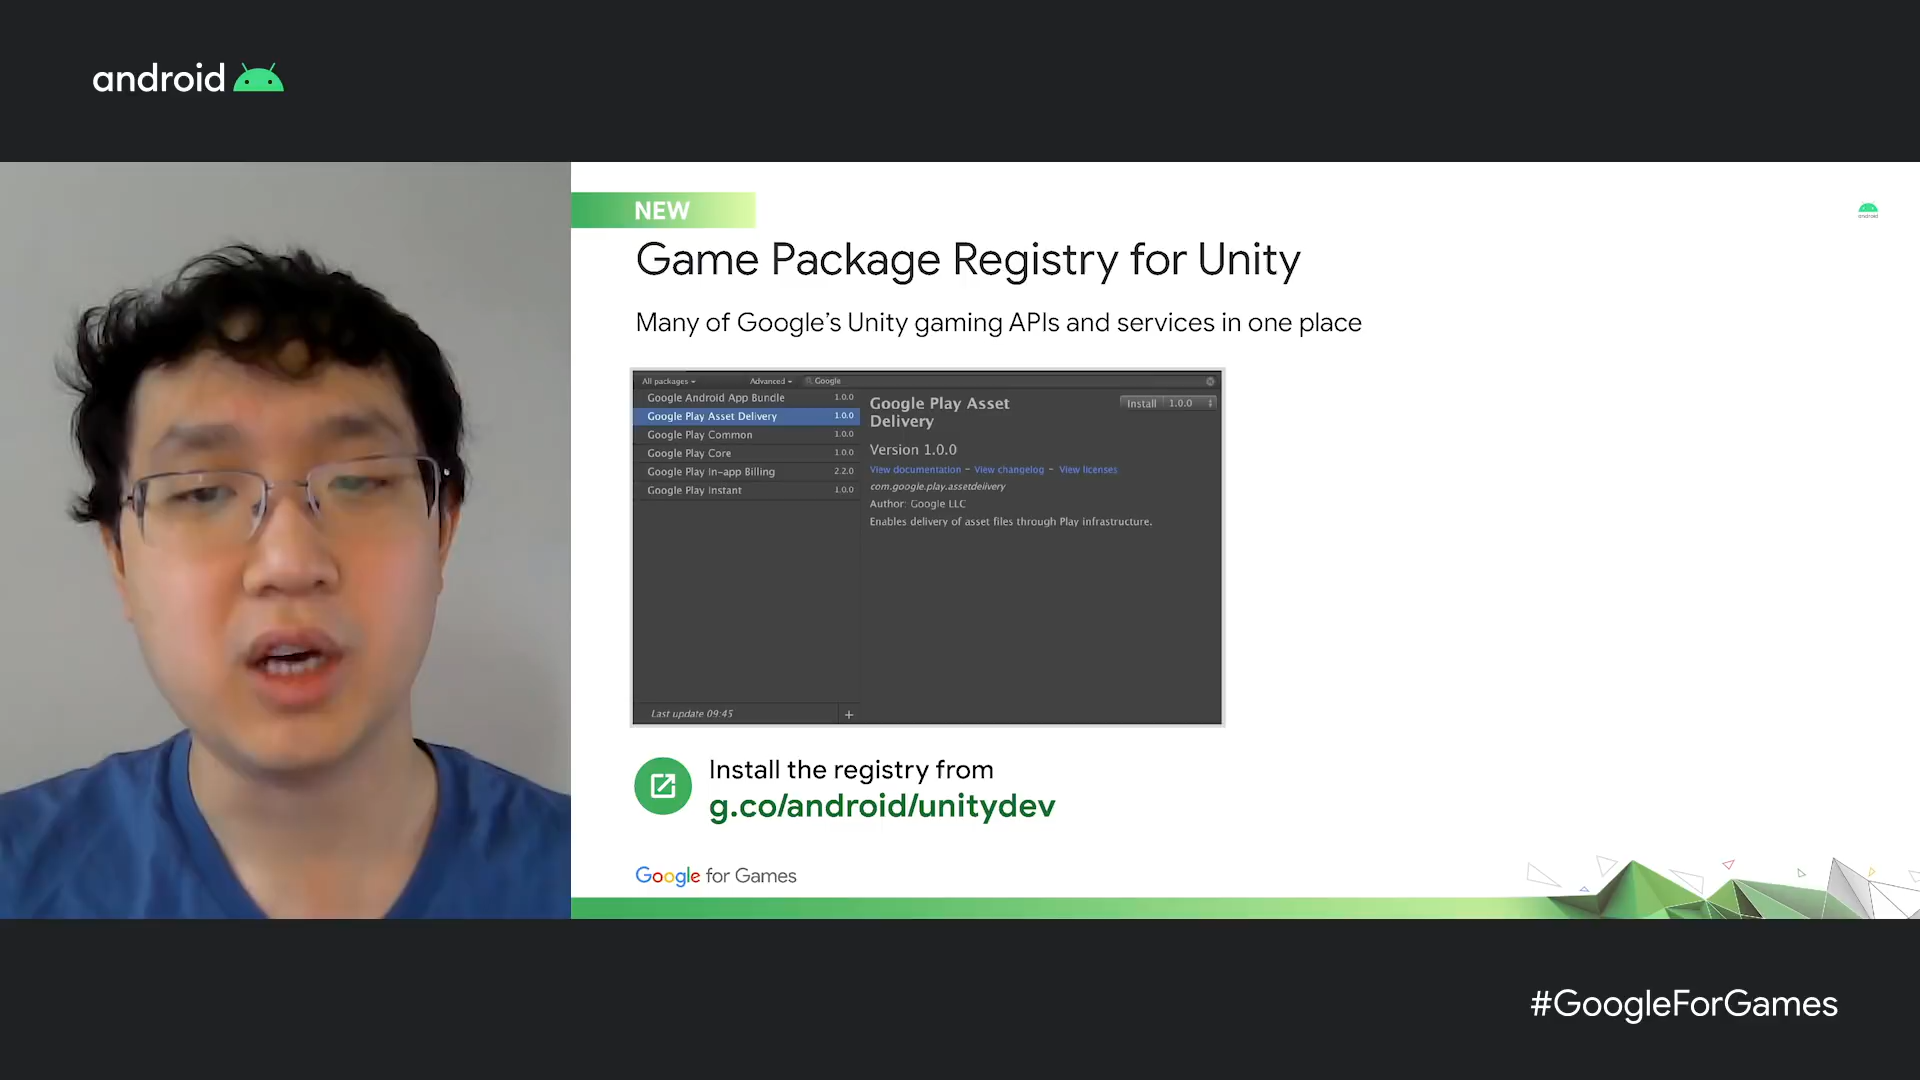 android
NEW
Game Package Registry for Unity
Many of Google's Unity gaming APIs and services in one place
All packages
Advanced
Google
Google Android App Bundle 1.0.0
Google Play Asset Delivery 1.0.0
Google Play Common 1.0.0
Google Play Core 1.0.0
Google Play In-app Billing 2.2.0
Google Play Instant 1.0.0
Last update 09:45
+
Google Play Asset
Delivery
Install 1.0.0
Version 1.0.0
View documentation - View changelog - View licenses
com.google.play.assetdelivery
Author: Google LLC
Enables delivery of asset files through Play infrastructure.
Install the registry from
g.co/android/unitydev
Google for Games
android
#GoogleForGames